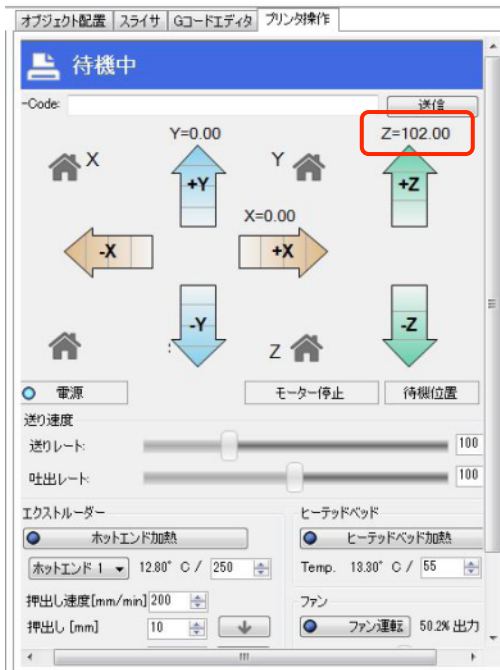 オブジェクト配置 スライサ Gコードエディタ プリンタ操作
待機中
-Code: 送信
Y=0.00 Z=102.00
X +Y Y +Z
X=0.00
-X +X
-Y -Z
Z
電源 モーター停止 待機位置
送り速度
送りレート: 100
吐出レート: 100
エクストルーダー ヒーテッドベッド
ホットエンド加熱 ヒーテッドベッド加熱
ホットエンド 1 12.80° C / 250 Temp. 13.30° C / 55
押出し速度[mm/min] 200 ファン
押出し [mm] 10 ファン運転 50.2% 出力